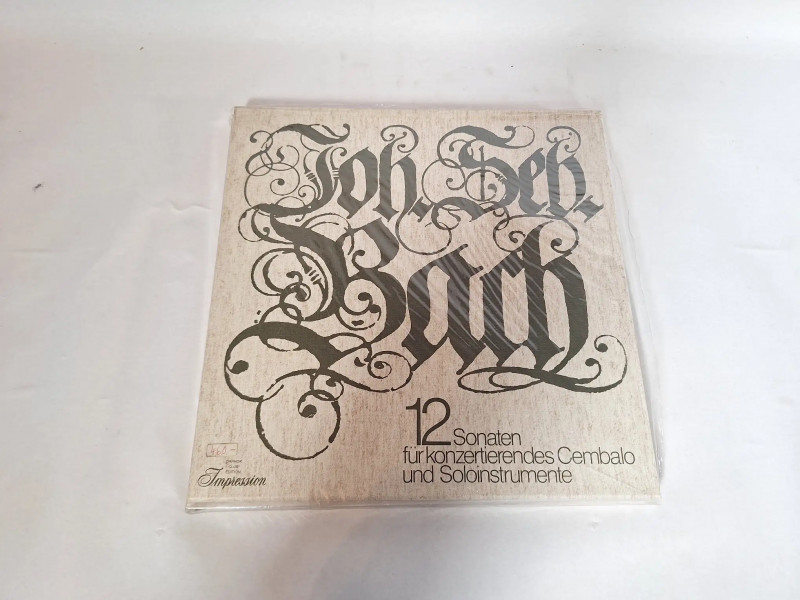 Joh. Seb.
Bach
12 Sonaten
für konzertierendes Cembalo
und Soloinstrumente
Impression